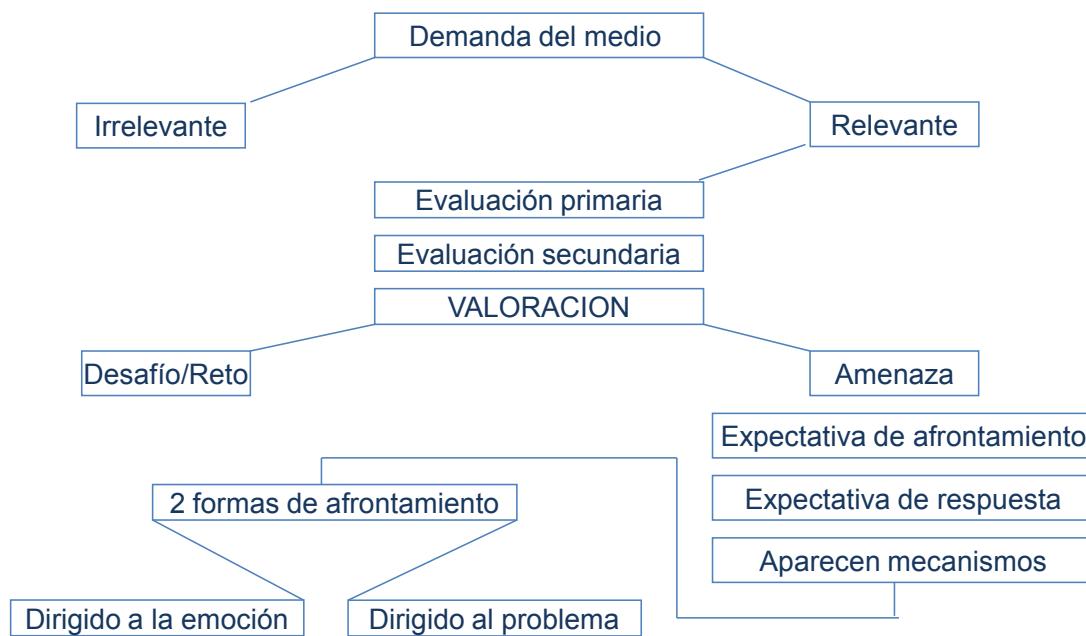 Demanda del medio
Irrelevante
Relevante
Evaluación primaria
Evaluación secundaria
VALORACION
Desafío/Reto
Amenaza
Expectativa de afrontamiento
2 formas de afrontamiento
Expectativa de respuesta
Aparecen mecanismos
Dirigido a la emoción
Dirigido al problema